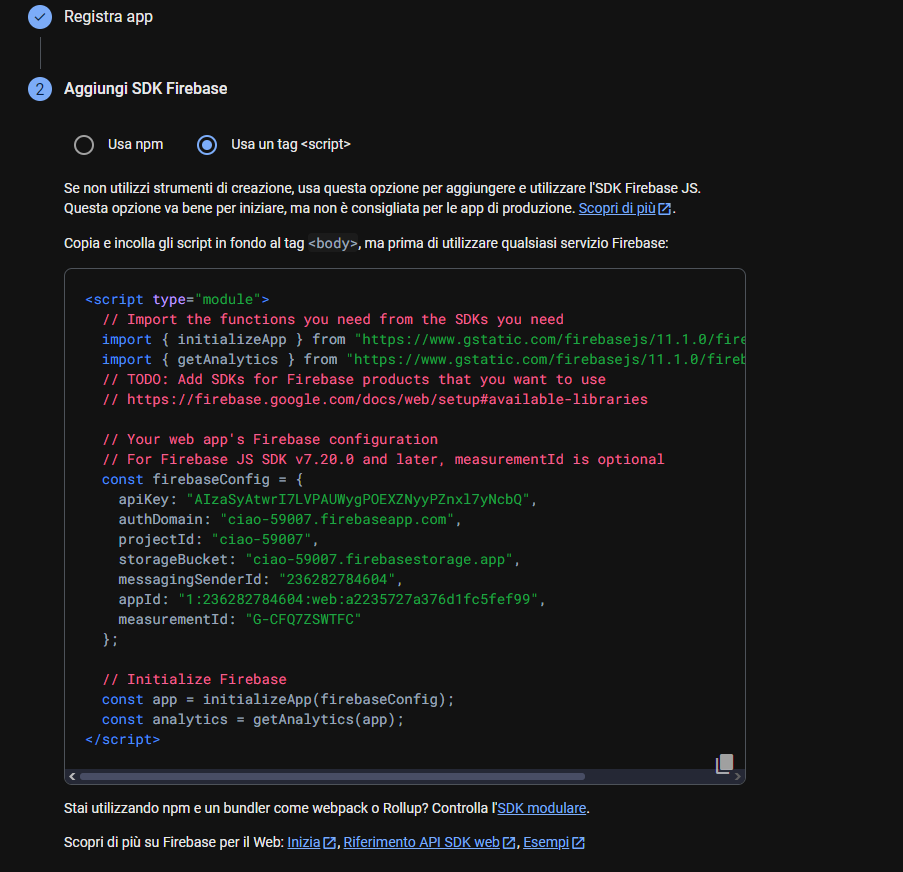 Registra app
2 Aggiungi SDK Firebase
Usa npm Usa un tag <script>
Se non utilizzi strumenti di creazione, usa questa opzione per aggiungere e utilizzare l'SDK Firebase JS.
Questa opzione va bene per iniziare, ma non è consigliata per le app di produzione. Scopri di più.
Copia e incolla gli script in fondo al tag <body>, ma prima di utilizzare qualsiasi servizio Firebase:
<script type="module">
// Import the functions you need from the SDKs you need
import { initializeApp } from "https://www.gstatic.com/firebasejs/11.1.0/fire
import { getAnalytics } from "https://www.gstatic.com/firebasejs/11.1.0/fireb
// TODO: Add SDKs for Firebase products that you want to use
// https://firebase.google.com/docs/web/setup#available-libraries
// Your web app's Firebase configuration
// For Firebase JS SDK v7.20.0 and later, measurementId is optional
const firebaseConfig = {
apiKey: "AIzaSyAtwrI7LVPAUWygPOEXZNyyPZnxl7yNcbQ",
authDomain: "ciao-59007.firebaseapp.com",
projectId: "ciao-59007",
storageBucket: "ciao-59007.firebasestorage.app",
messagingSenderId: "236282784604",
appId: "1:236282784604:web:a2235727a376d1fc5fef99",
measurementId: "G-CFQ7ZSWTFC"
};
// Initialize Firebase
const app = initializeApp(firebaseConfig);
const analytics = getAnalytics(app);
</script>
Stai utilizzando npm e un bundler come webpack o Rollup? Controlla l'SDK modulare.
Scopri di più su Firebase per il Web: Inizia, Riferimento API SDK web, Esempi